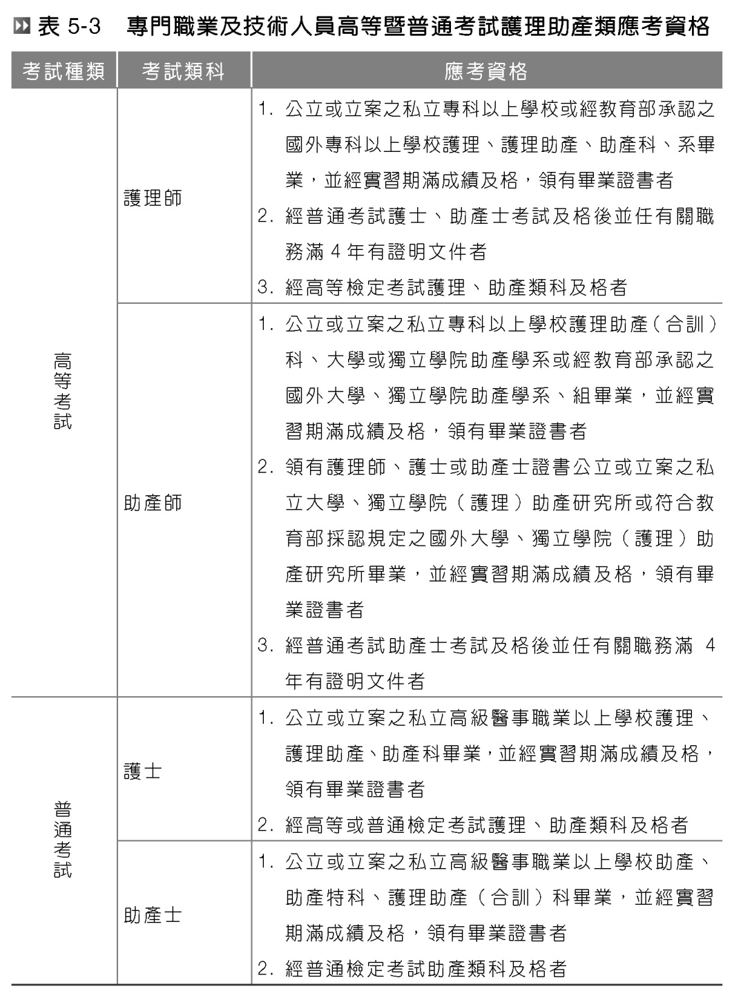 表 5-3 專門職業及技術人員高等暨普通考試護理助產類應考資格
考試種類 考試類科 應考資格
高等考試
護理師
1. 公立或立案之私立專科以上學校或經教育部承認之
國外專科以上學校護理、護理助產、助產科、系畢
業，並經實習期滿成績及格，領有畢業證書者
2. 經普通考試護士、助產士考試及格後並任有關職
務滿 4 年有證明文件者
3. 經高等檢定考試護理、助產類科及格者
助產師
1. 公立或立案之私立專科以上學校護理助產（合訓）
科、大學或獨立學院助產學系或經教育部承認之
國外大學、獨立學院助產學系、組畢業，並經實
習期滿成績及格，領有畢業證書者
2. 領有護理師、護士或助產士證書公立或立案之私
立大學、獨立學院（護理）助產研究所或符合教
育部採認規定之國外大學、獨立學院（護理）助
產研究所畢業，並經實習期滿成績及格，領有畢
業證書者
3. 經普通考試助產士考試及格後並任有關職務滿 4
年有證明文件者
普通考試
護士
1. 公立或立案之私立高級醫事職業以上學校護理、
護理助產、助產科畢業，並經實習期滿成績及格，
領有畢業證書者
2. 經高等或普通檢定考試護理、助產類科及格者
助產士
1. 公立或立案之私立高級醫事職業以上學校助產、
助產特科、護理助產（合訓）科畢業，並經實習
期滿成績及格，領有畢業證書者
2. 經普通檢定考試助產類科及格者